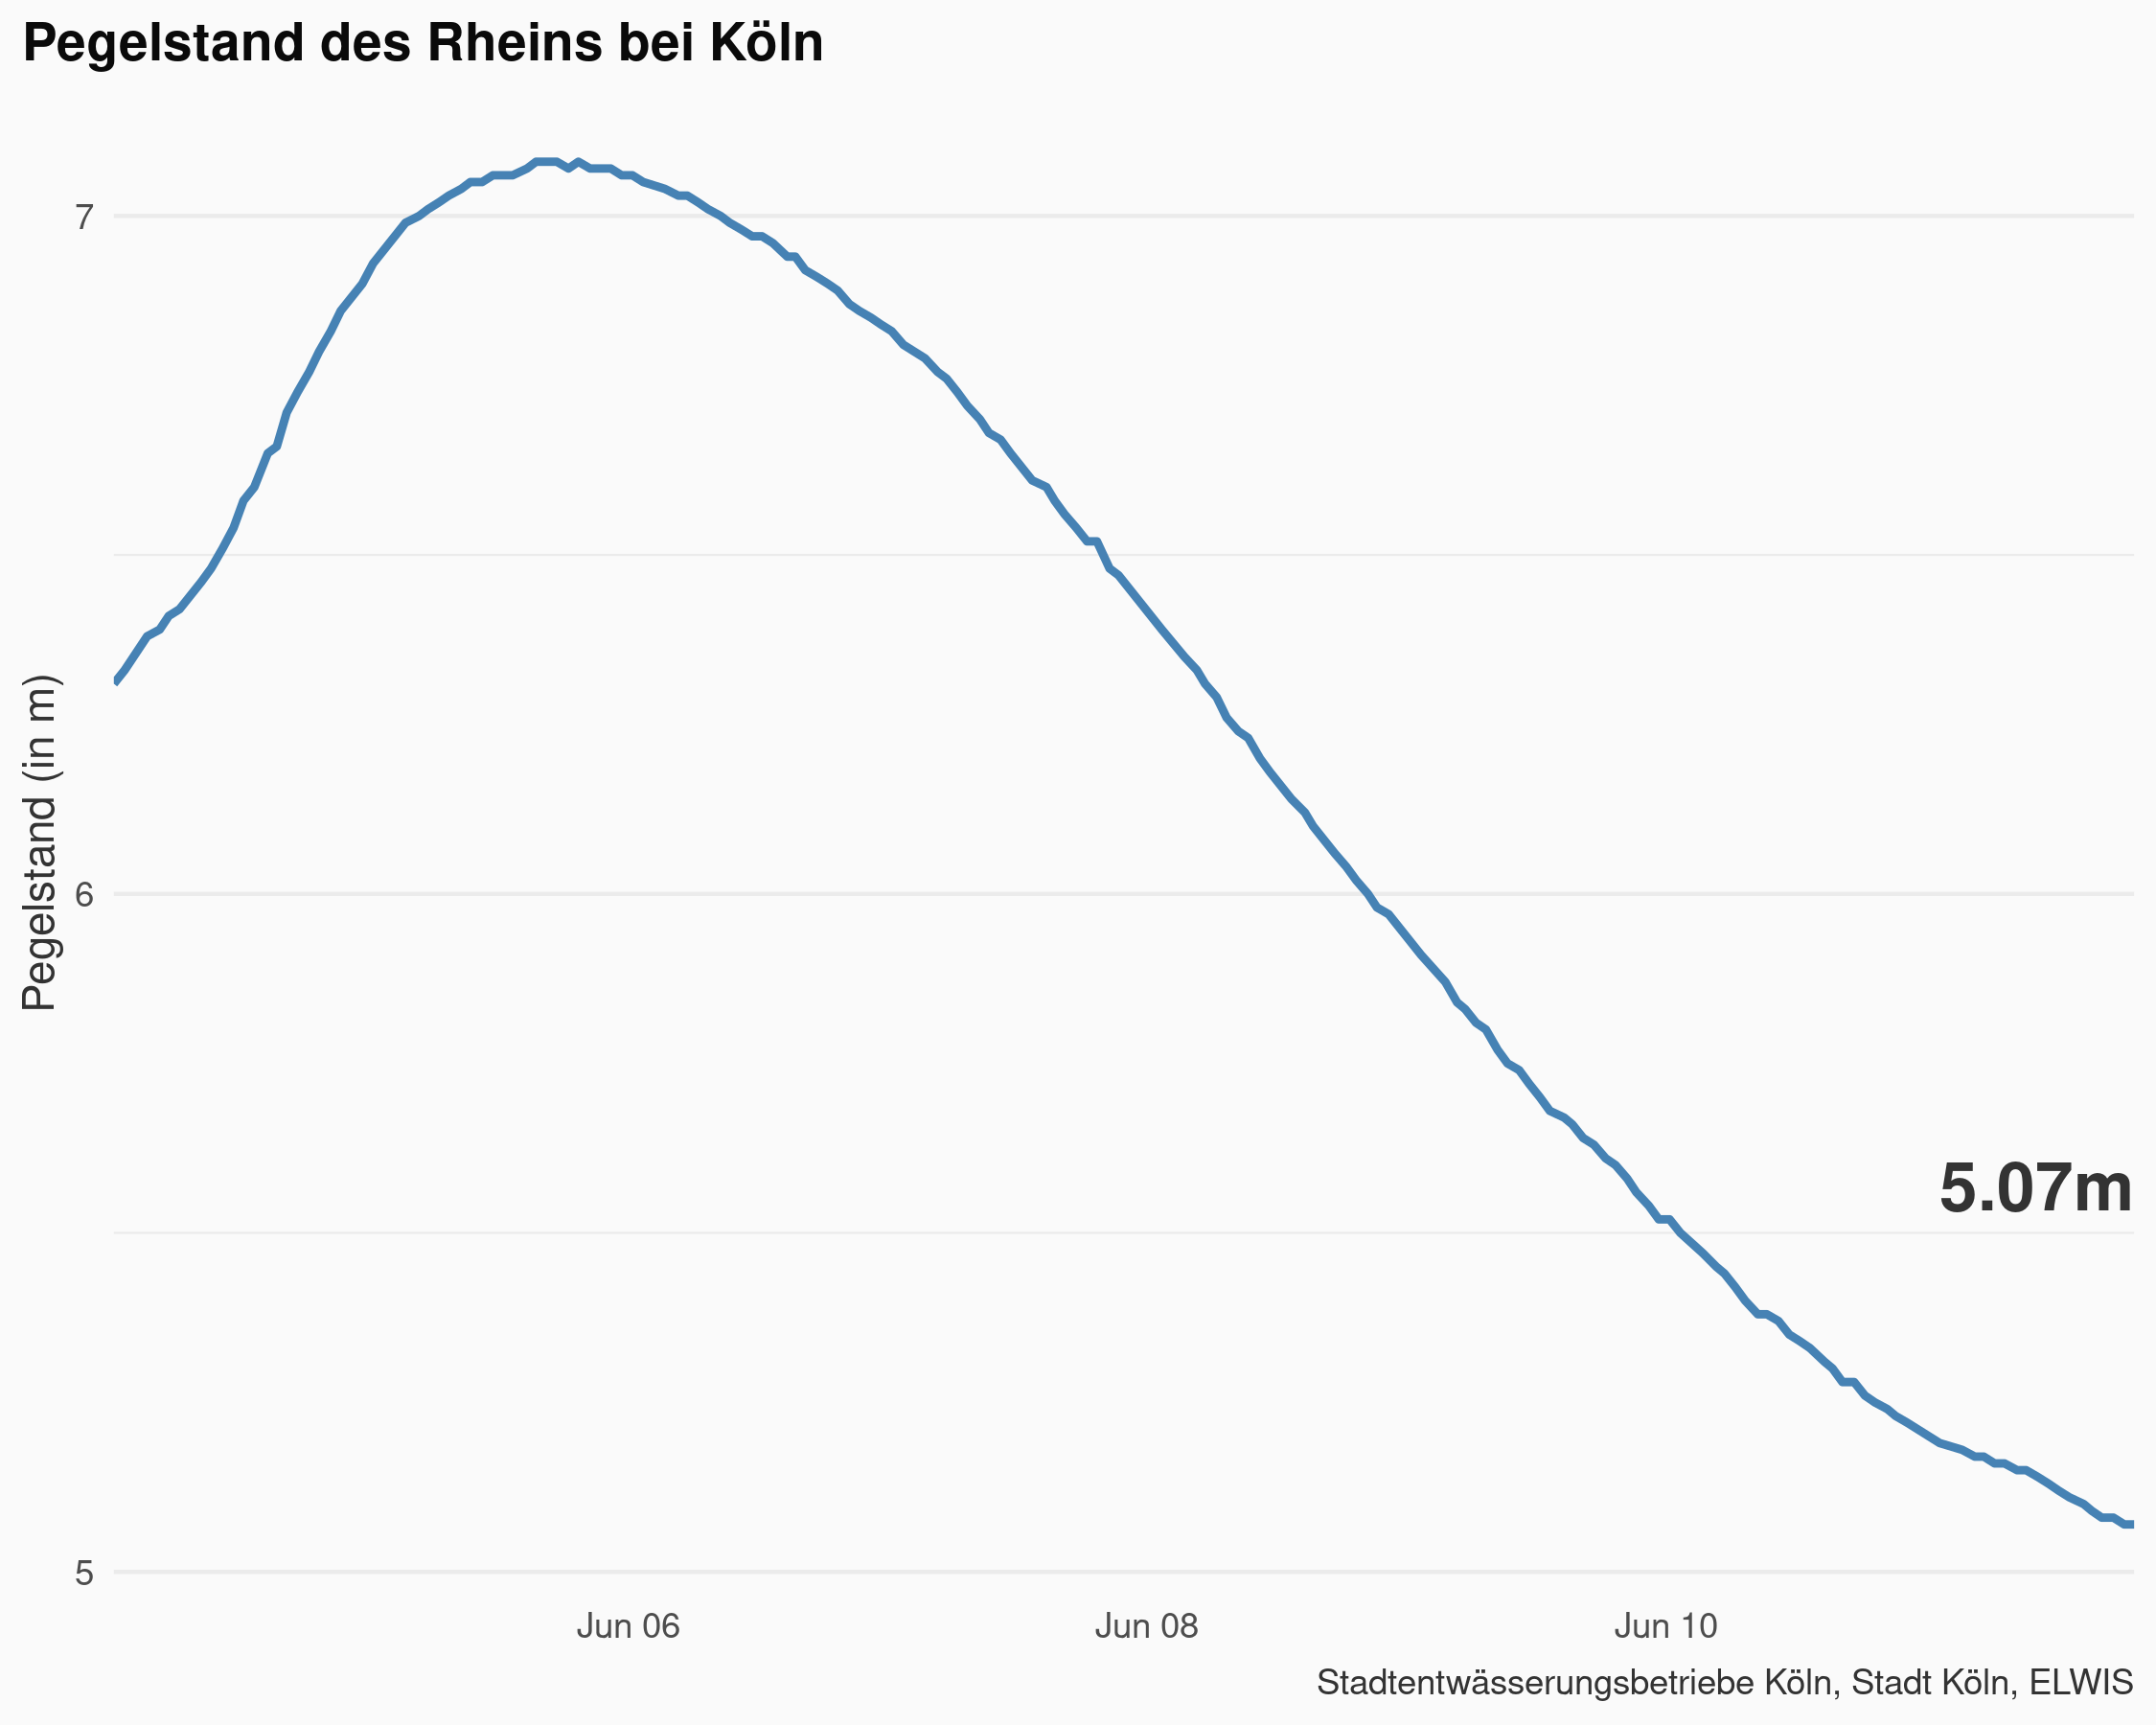 Pegelstand des Rheins bei Köln
Pegelstand (in m)
7
6
5
5.07m
Jun 06
Jun 08
Jun 10
Stadtentwässerungsbetriebe Köln, Stadt Köln, ELWIS